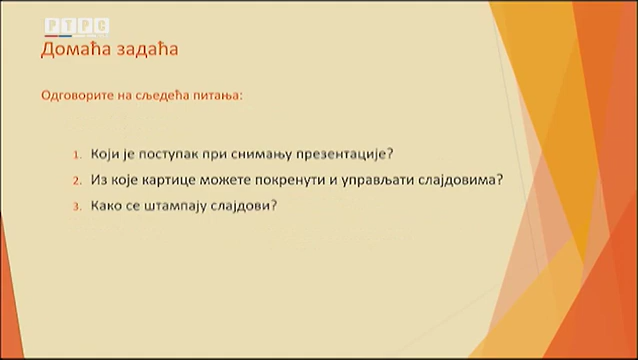 РТРС
Домаћа задаћа
Одговорите на сљедећа питања:
1. Који је поступак при снимању презентације?
2. Из које картице можете покренути и управљати слајдовима?
3. Како се штампају слајдови?